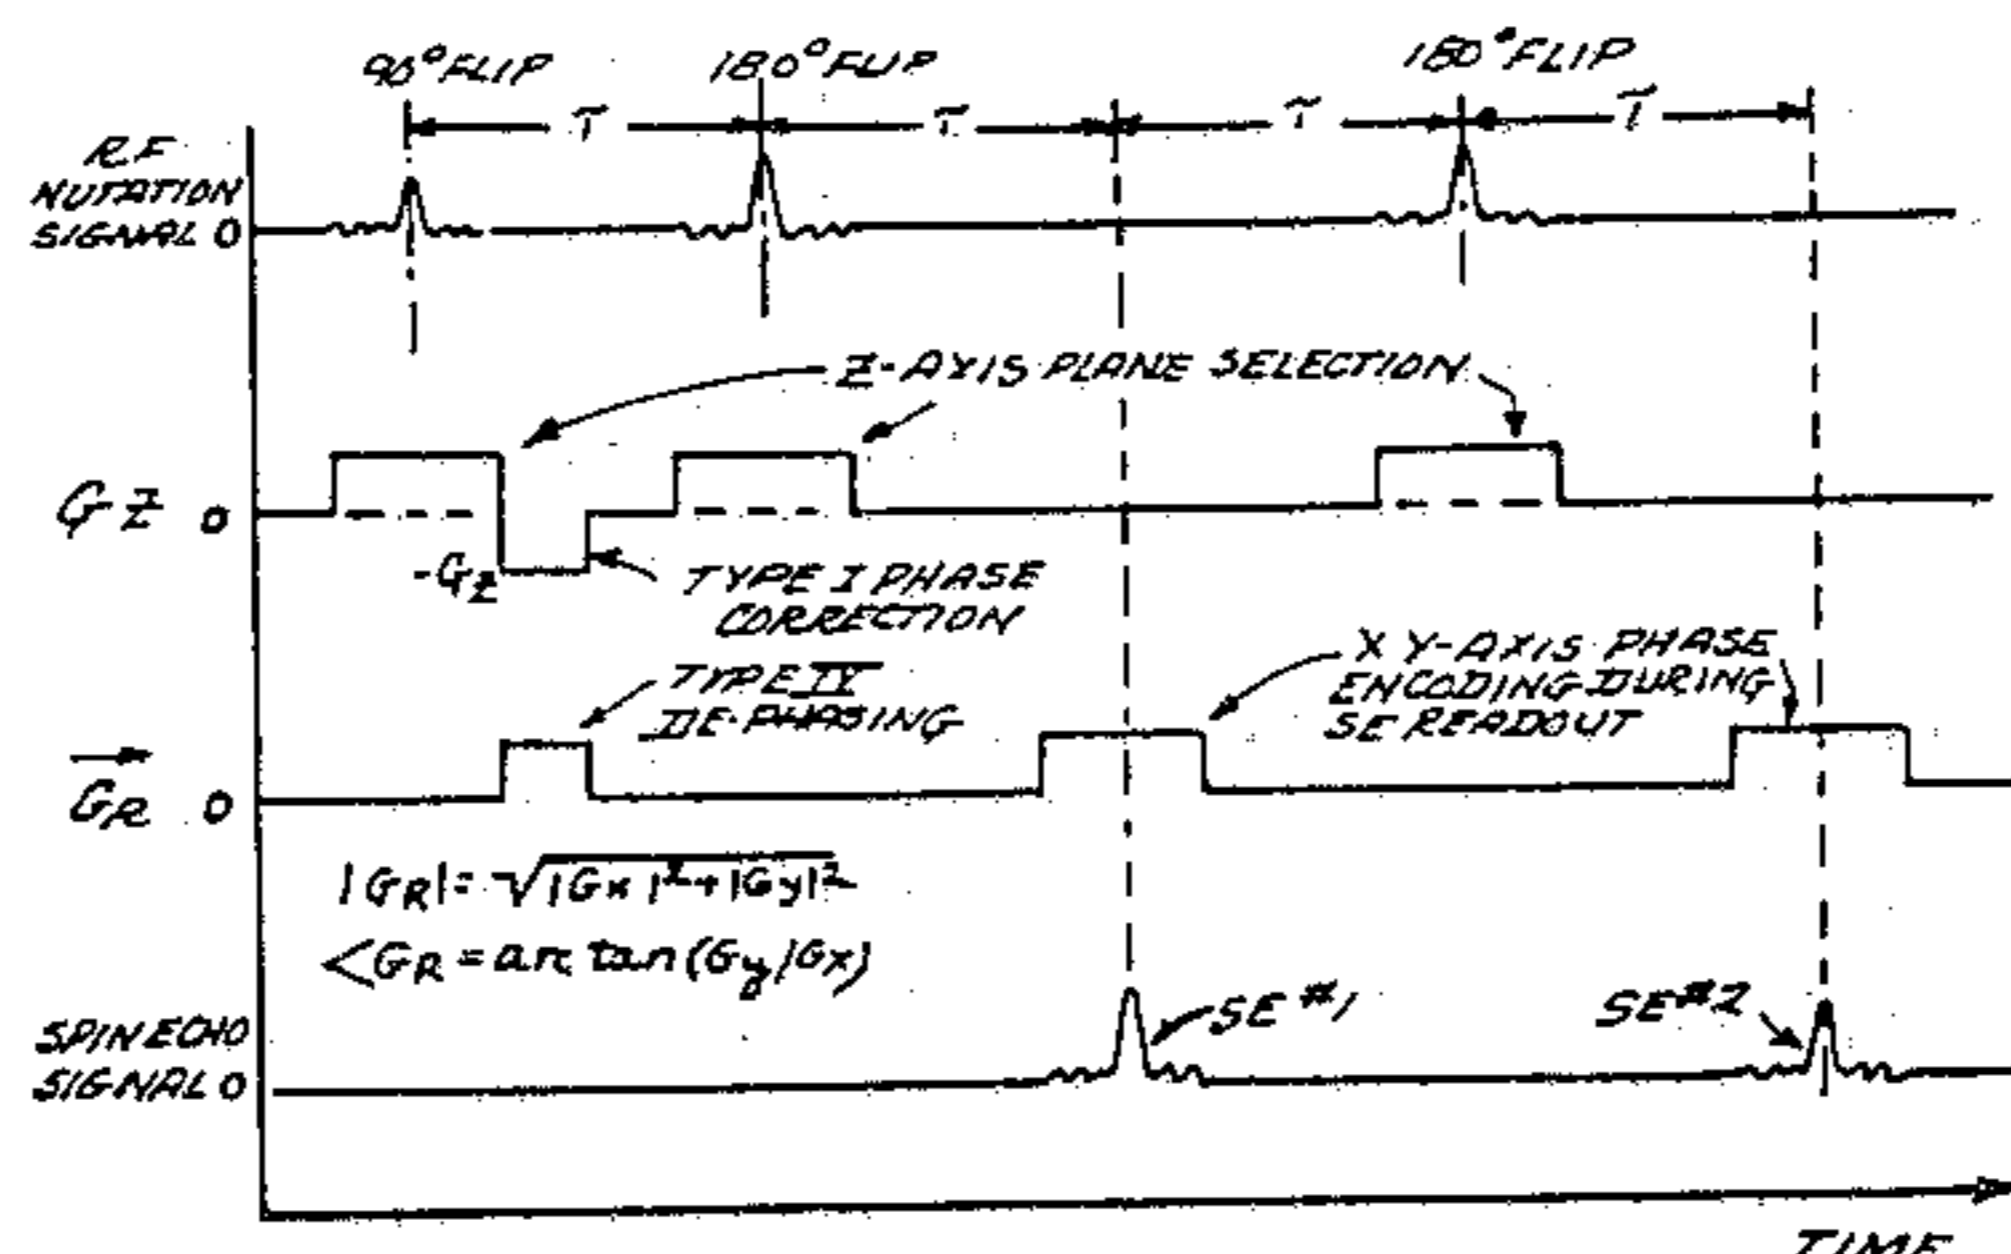 90° FLIP
180° FLIP
180° FLIP
τ
τ
τ
τ
RF
NUTATION
SIGNAL 0
Z-AXIS PLANE SELECTION
GZ 0
-GZ
TYPE I PHASE
CORRECTION
TYPE IV
DE-PHASING
X Y-AXIS PHASE
ENCODING DURING
SE READOUT
GR 0
|GR| = √|Gx|²+|Gy|²
<GR = arc tan (Gy/Gx)
SE #1
SE #2
SPIN ECHO
SIGNAL 0
TIME